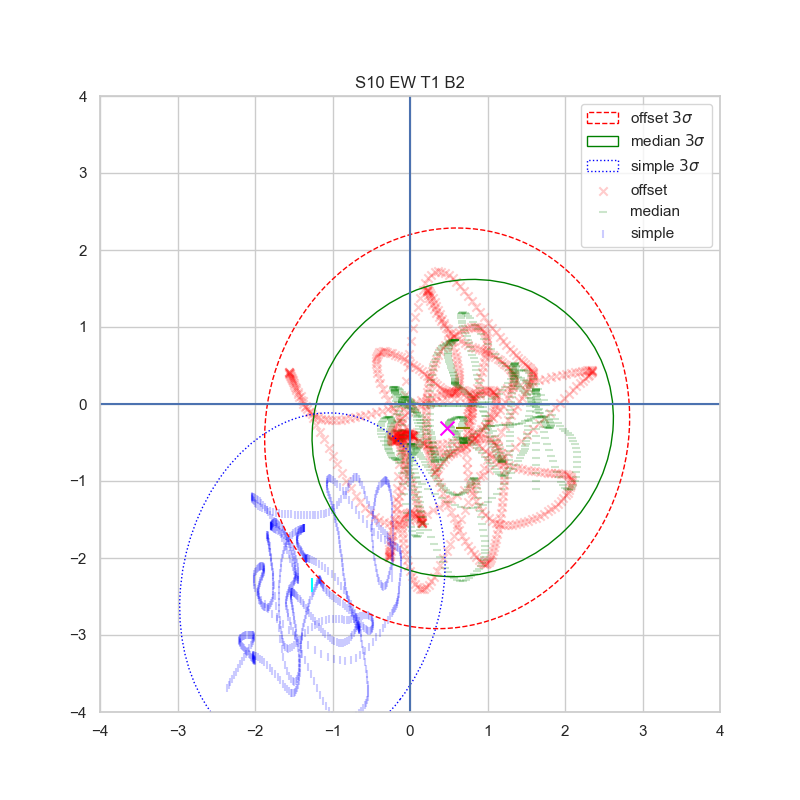 S10 EW T1 B2
offset 3σ
median 3σ
simple 3σ
offset
median
simple
4
3
2
1
0
−1
−2
−3
−4
−4 −3 −2 −1 0 1 2 3 4